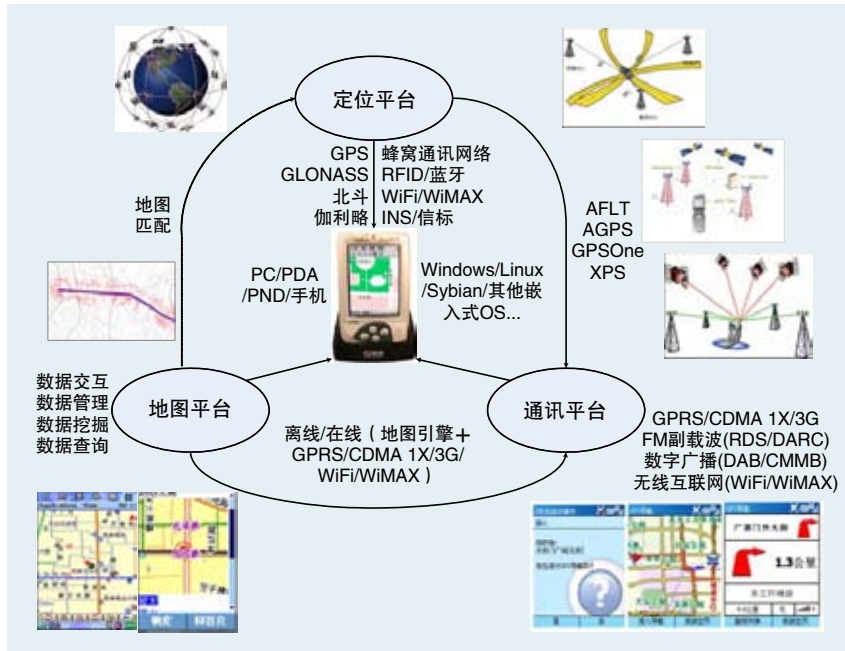 定位平台
GPS 蜂窝通讯网络
GLONASS RFID/蓝牙
北斗 WiFi/WiMAX
伽利略 INS/信标
地图
匹配
AFLT
AGPS
GPSOne
XPS
PC/PDA
/PND/手机
Windows/Linux
/Sybian/其他嵌
入式OS...
数据交互
数据管理
数据挖掘
数据查询
地图平台
通讯平台
离线/在线（地图引擎＋
GPRS/CDMA 1X/3G/
WiFi/WiMAX）
GPRS/CDMA 1X/3G
FM副载波(RDS/DARC)
数字广播(DAB/CMMB)
无线互联网(WiFi/WiMAX)
广渠门外大街
1.3公里